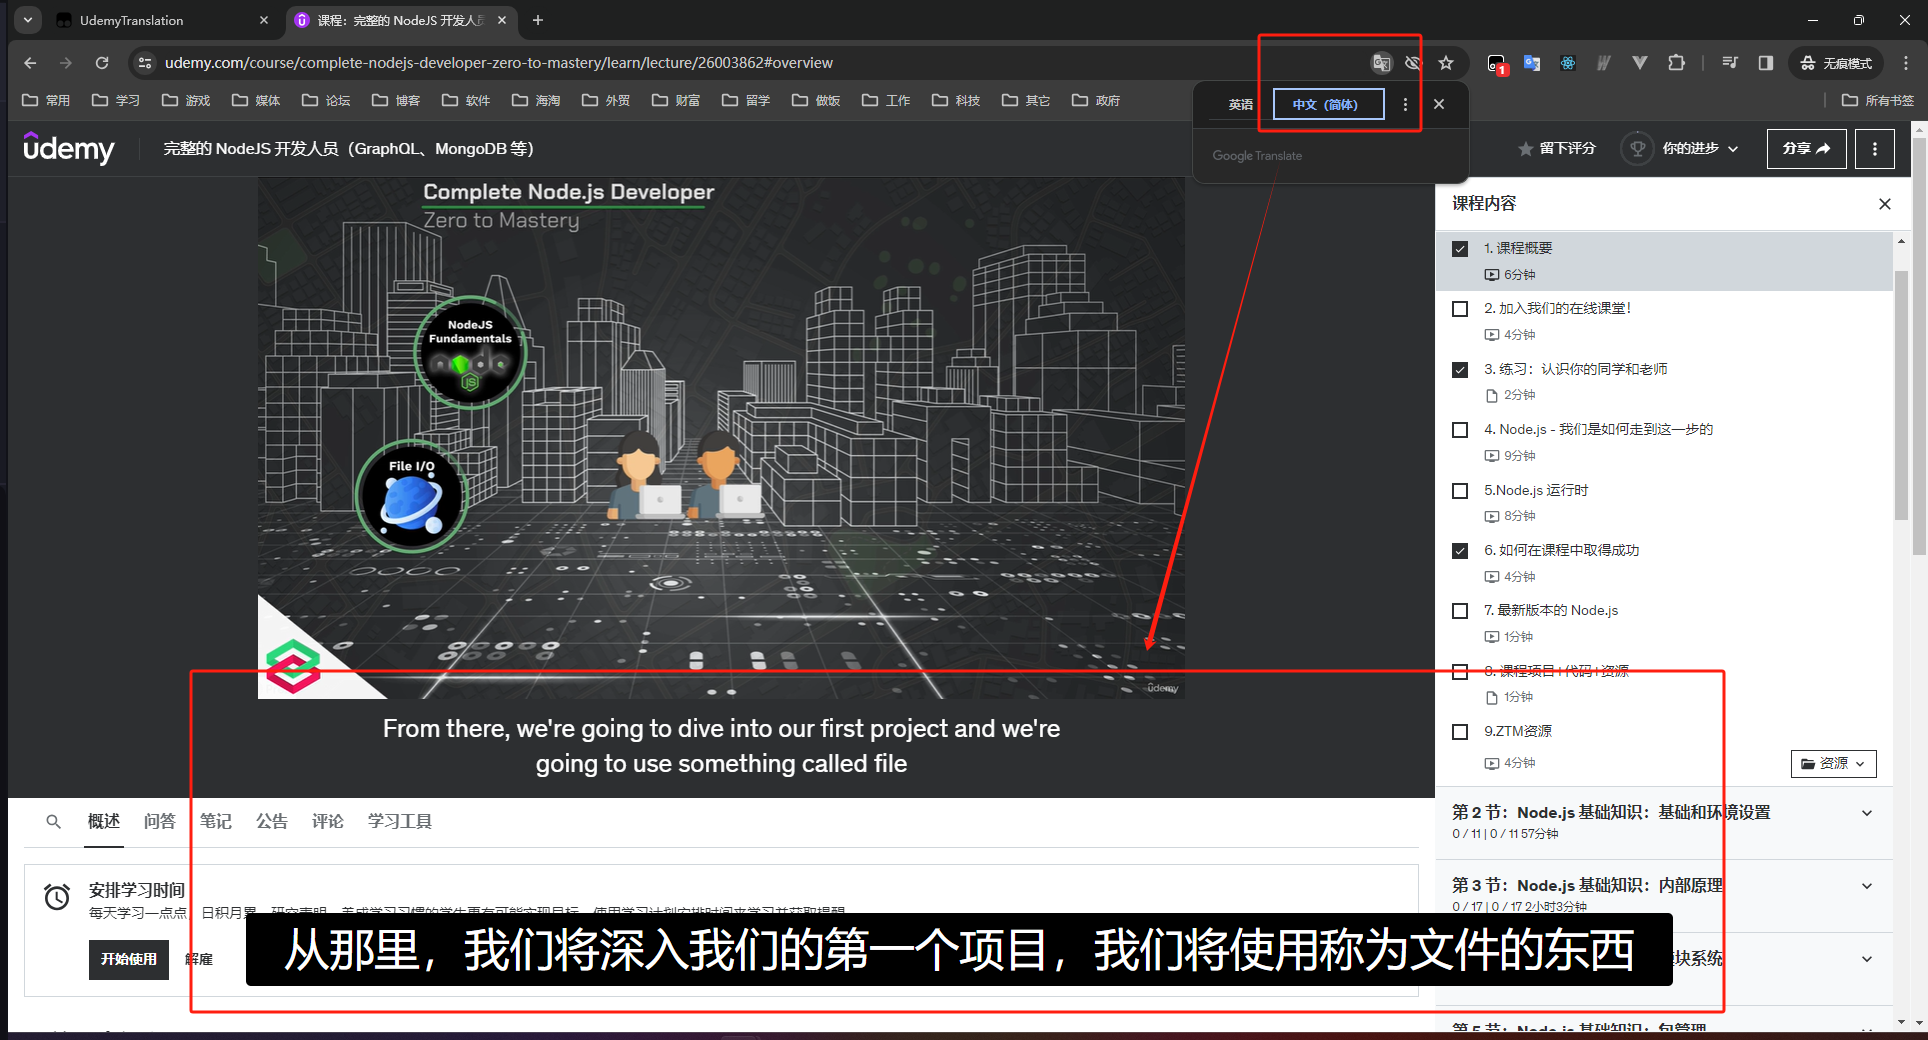 UdemyTranslation
课程：完整的 NodeJS 开发人员
udemy.com/course/complete-nodejs-developer-zero-to-mastery/learn/lecture/26003862#overview
1
无痕模式
常用 学习 游戏 媒体 论坛 博客 软件 海淘 外贸 财富 留学 做饭 工作 科技 其它 政府 所有书签
英语 中文（简体）
Google Translate
udemy
完整的 NodeJS 开发人员（GraphQL、MongoDB 等）
留下评分 你的进步 分享
Complete Node.js Developer
Zero to Mastery
NodeJS
Fundamentals
node
JS
File I/O
udemy
From there, we're going to dive into our first project and we're
going to use something called file
课程内容
1. 课程概要
6分钟
2. 加入我们的在线课堂！
4分钟
3. 练习：认识你的同学和老师
2分钟
4. Node.js - 我们是如何走到这一步的
9分钟
5.Node.js 运行时
8分钟
6. 如何在课程中取得成功
4分钟
7. 最新版本的 Node.js
1分钟
8. 课程项目+代码+资源
1分钟
9.ZTM资源
4分钟
资源
第 2 节：Node.js 基础知识：基础和环境设置
0 / 11 | 0 / 11 57分钟
第 3 节：Node.js 基础知识：内部原理
0 / 17 | 0 / 17 2小时3分钟
块系统
第 5 节：Node.js 基础知识：包管理
概述 问答 笔记 公告 评论 学习工具
安排学习时间
每天学习一点点，日积月累。研究表明，养成学习习惯的学生更有可能实现目标。使用学习计划安排时间来学习并获取提醒
开始使用 解雇
从那里，我们将深入我们的第一个项目，我们将使用称为文件的东西